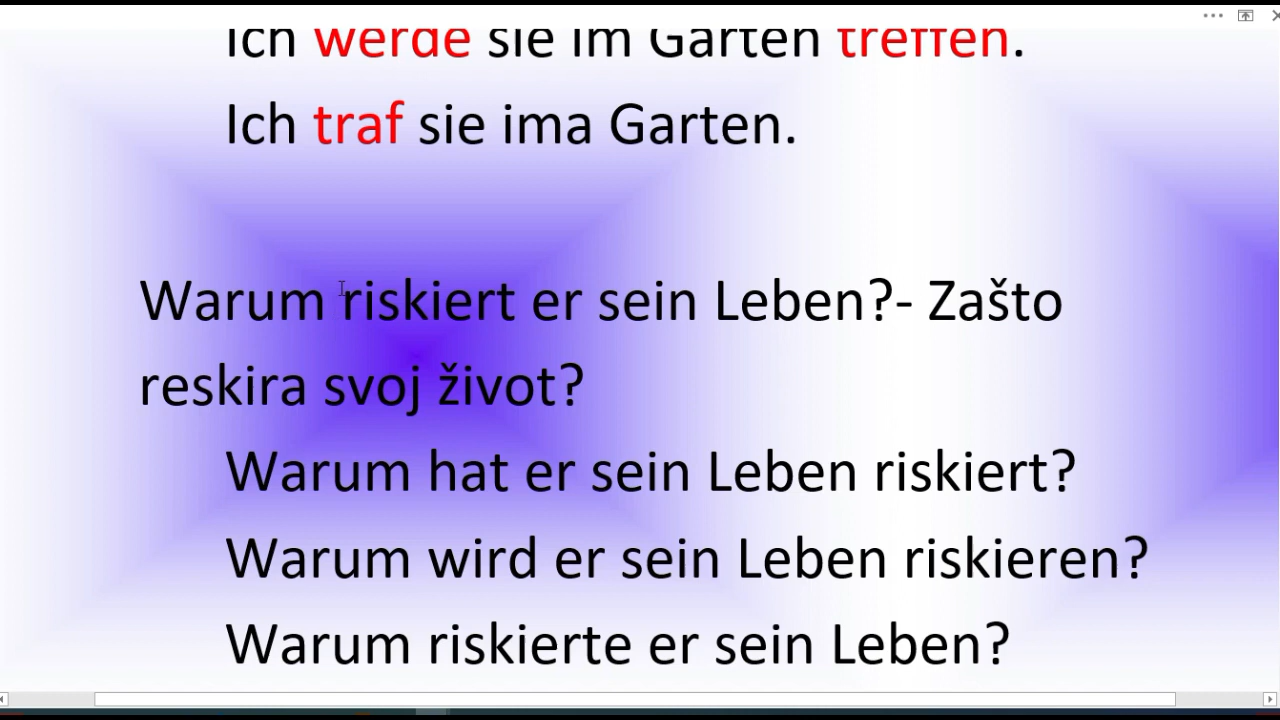 Ich werde sie im Garten treffen.
Ich traf sie ima Garten.
Warum riskiert er sein Leben?- Zašto
reskira svoj život?
Warum hat er sein Leben riskiert?
Warum wird er sein Leben riskieren?
Warum riskierte er sein Leben?